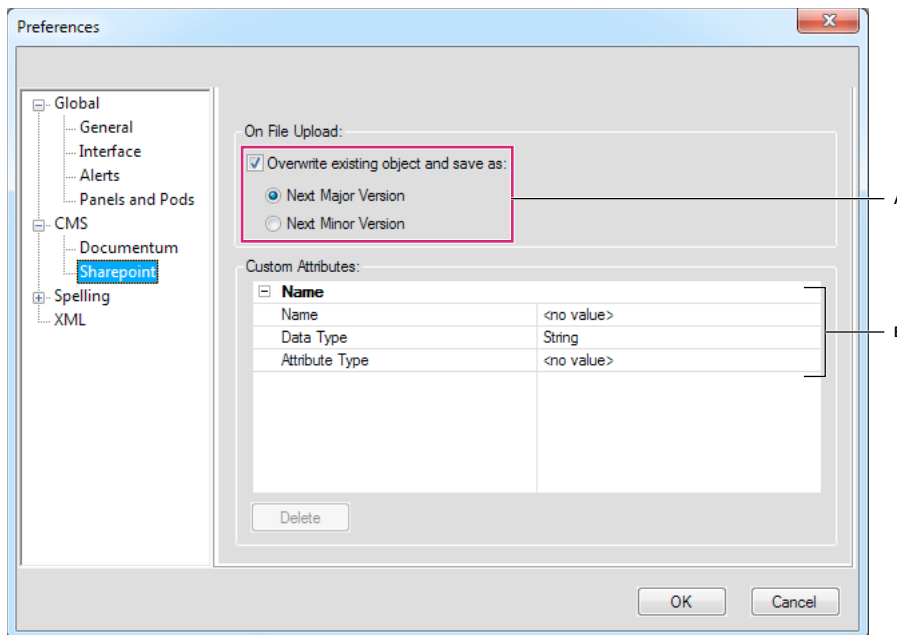 Preferences
Global
General
Interface
Alerts
Panels and Pods
CMS
Documentum
Sharepoint
Spelling
XML
On File Upload:
Overwrite existing object and save as:
Next Major Version
Next Minor Version
A
Custom Attributes:
Name
Name <no value>
Data Type String
Attribute Type <no value>
Delete
OK Cancel